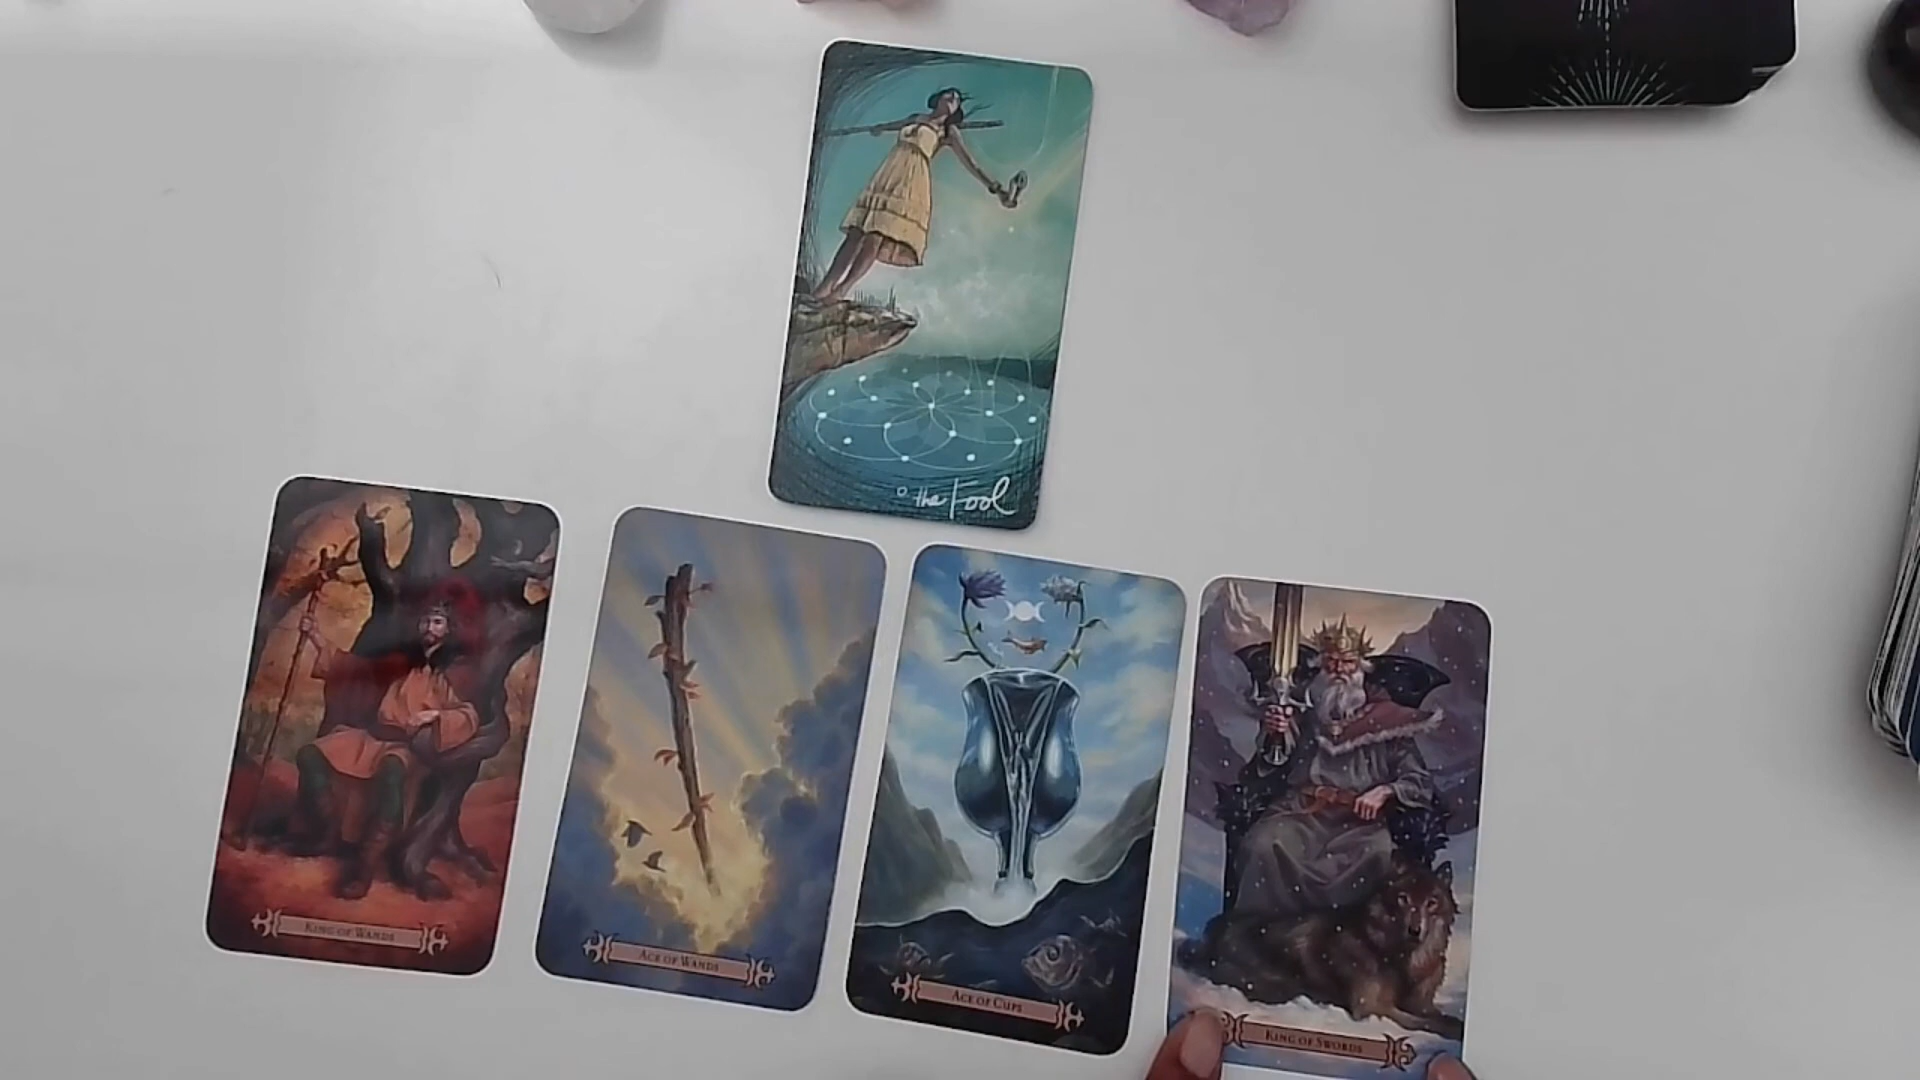 0 the Fool
King of Wands
Ace of Wands
Ace of Cups
King of Swords